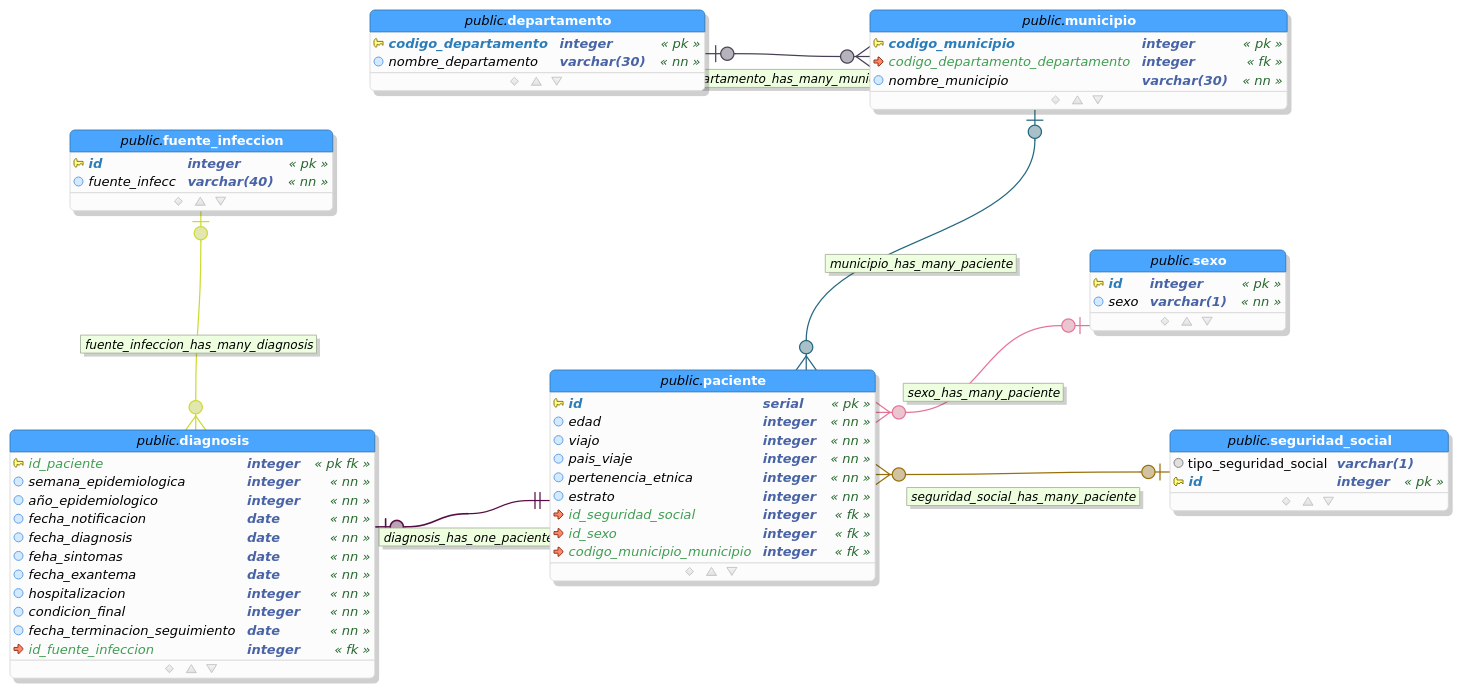 public.departamento
codigo_departamento integer « pk »
nombre_departamento varchar(30) « nn »
public.municipio
codigo_municipio integer « pk »
codigo_departamento_departamento integer « fk »
nombre_municipio varchar(30) « nn »
artamento_has_many_muni
public.fuente_infeccion
id integer « pk »
fuente_infecc varchar(40) « nn »
municipio_has_many_paciente
public.sexo
id integer « pk »
sexo varchar(1) « nn »
fuente_infeccion_has_many_diagnosis
public.paciente
id serial « pk »
edad integer « nn »
viajo integer « nn »
pais_viaje integer « nn »
pertenencia_etnica integer « nn »
estrato integer « nn »
id_seguridad_social integer « fk »
id_sexo integer « fk »
codigo_municipio_municipio integer « fk »
sexo_has_many_paciente
public.seguridad_social
tipo_seguridad_social varchar(1)
id integer « pk »
seguridad_social_has_many_paciente
public.diagnosis
id_paciente integer « pk fk »
semana_epidemiologica integer « nn »
año_epidemiologico integer « nn »
fecha_notificacion date « nn »
fecha_diagnosis date « nn »
feha_sintomas date « nn »
fecha_exantema date « nn »
hospitalizacion integer « nn »
condicion_final integer « nn »
fecha_terminacion_seguimiento date « nn »
id_fuente_infeccion integer « fk »
diagnosis_has_one_paciente